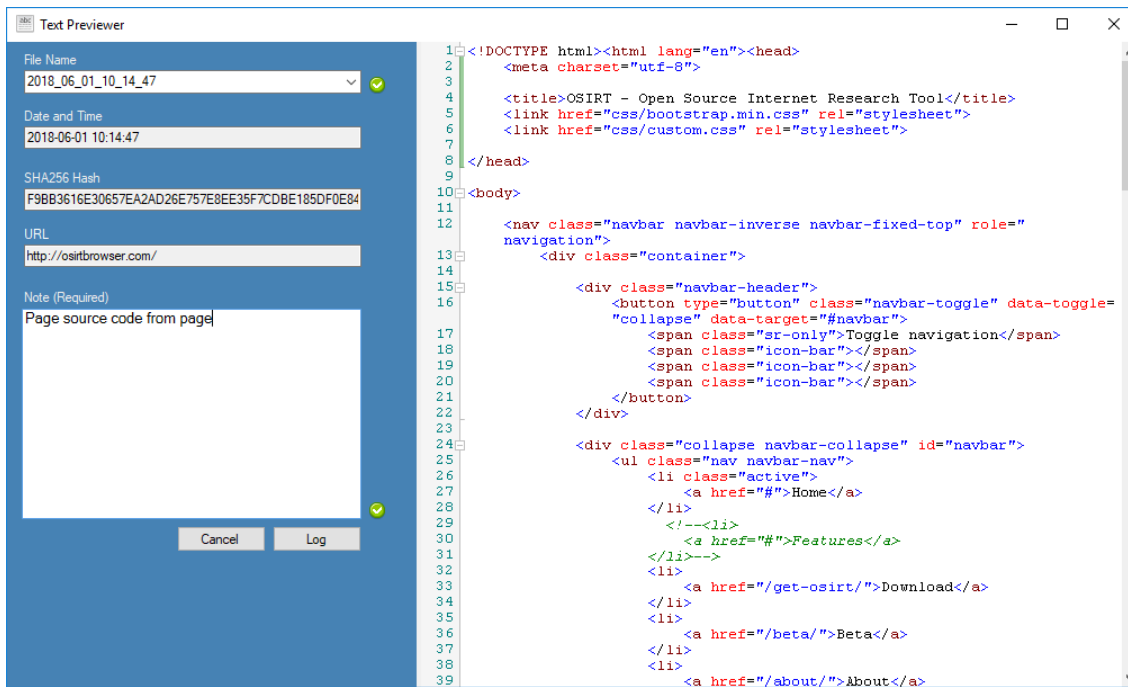 Text Previewer
File Name
2018_06_01_10_14_47
Date and Time
2018-06-01 10:14:47
SHA256 Hash
F9BB3616E30657EA2AD26E757E8EE35F7CDBE185DF0E84
URL
http://osirtbrowser.com/
Note (Required)
Page source code from page
Cancel
Log
1 <!DOCTYPE html><html lang="en"><head>
2 <meta charset="utf-8">
3
4 <title>OSIRT - Open Source Internet Research Tool</title>
5 <link href="css/bootstrap.min.css" rel="stylesheet">
6 <link href="css/custom.css" rel="stylesheet">
7
8 </head>
9
10 <body>
11
12 <nav class="navbar navbar-inverse navbar-fixed-top" role="
navigation">
13 <div class="container">
14
15 <div class="navbar-header">
16 <button type="button" class="navbar-toggle" data-toggle=
"collapse" data-target="#navbar">
17 <span class="sr-only">Toggle navigation</span>
18 <span class="icon-bar"></span>
19 <span class="icon-bar"></span>
20 <span class="icon-bar"></span>
21 </button>
22 </div>
23
24 <div class="collapse navbar-collapse" id="navbar">
25 <ul class="nav navbar-nav">
26 <li class="active">
27 <a href="#">Home</a>
28 </li>
29 <!--<li>
30 <a href="#">Features</a>
31 </li>-->
32 <li>
33 <a href="/get-osirt/">Download</a>
34 </li>
35 <li>
36 <a href="/beta/">Beta</a>
37 </li>
38 <li>
39 <a href="/about/">About</a>